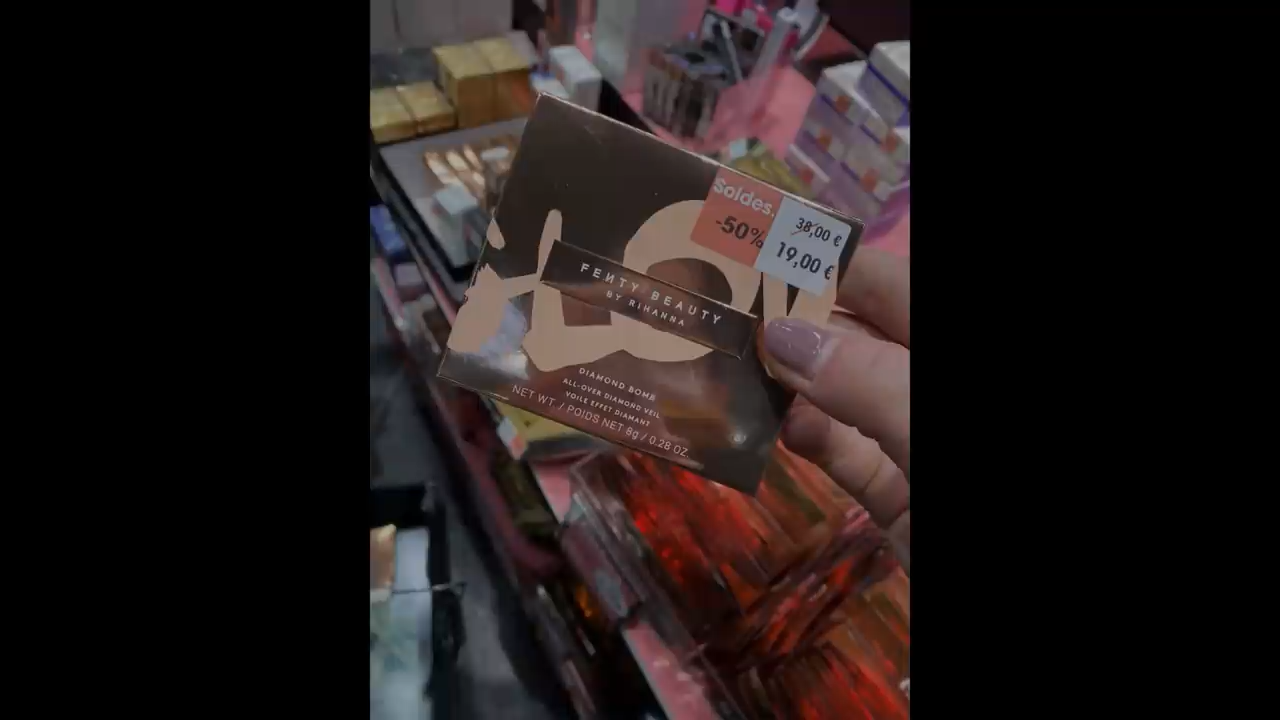 Soldes.
-50%
38,00 €
19,00 €
FENTY BEAUTY
BY RIHANNA
DIAMOND BOMB
ALL-OVER DIAMOND VEIL
VOILE EFFET DIAMANT
NET WT. / POIDS NET 8g / 0.28 OZ.